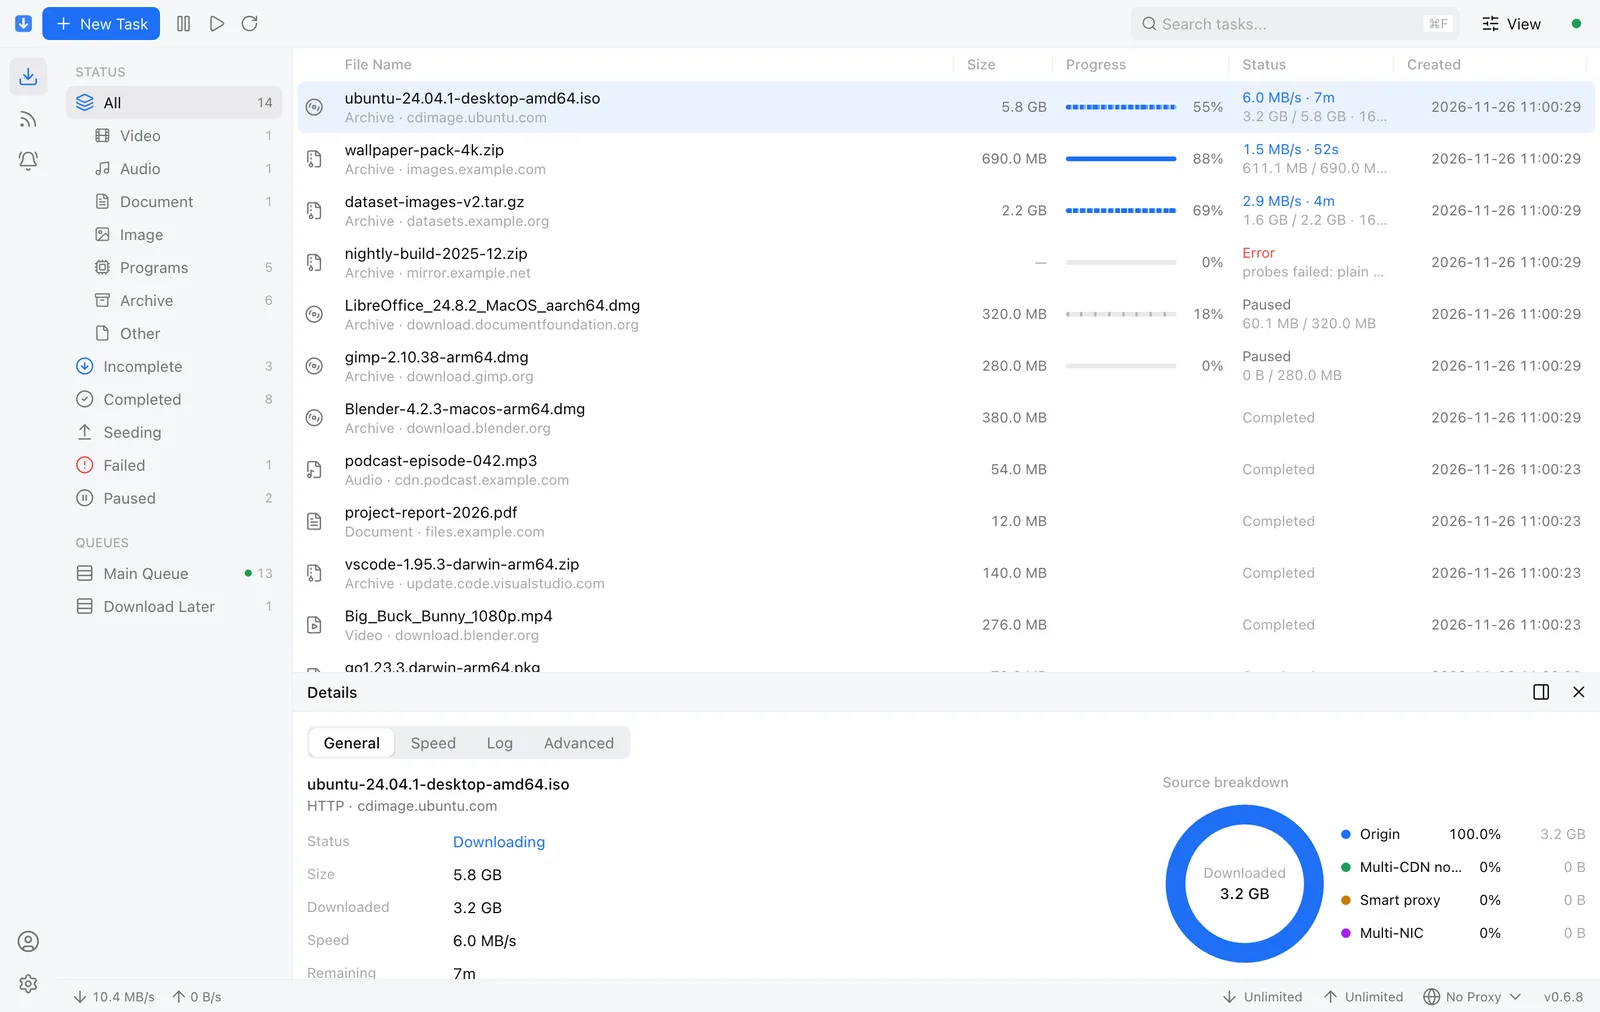 New Task
Search tasks...
⌘F
View
STATUS
All 14
Video 1
Audio 1
Document 1
Image
Programs 5
Archive 6
Other
Incomplete 3
Completed 8
Seeding
Failed 1
Paused 2
QUEUES
Main Queue 13
Download Later 1
File Name Size Progress Status Created
ubuntu-24.04.1-desktop-amd64.iso
Archive · cdimage.ubuntu.com
5.8 GB 55%
6.0 MB/s · 7m
3.2 GB / 5.8 GB · 16...
2026-11-26 11:00:29
wallpaper-pack-4k.zip
Archive · images.example.com
690.0 MB 88%
1.5 MB/s · 52s
611.1 MB / 690.0 M...
2026-11-26 11:00:29
dataset-images-v2.tar.gz
Archive · datasets.example.org
2.2 GB 69%
2.9 MB/s · 4m
1.6 GB / 2.2 GB · 16...
2026-11-26 11:00:29
nightly-build-2025-12.zip
Archive · mirror.example.net
— 0%
Error
probes failed: plain ...
2026-11-26 11:00:29
LibreOffice_24.8.2_MacOS_aarch64.dmg
Archive · download.documentfoundation.org
320.0 MB 18%
Paused
60.1 MB / 320.0 MB
2026-11-26 11:00:29
gimp-2.10.38-arm64.dmg
Archive · download.gimp.org
280.0 MB 0%
Paused
0 B / 280.0 MB
2026-11-26 11:00:29
Blender-4.2.3-macos-arm64.dmg
Archive · download.blender.org
380.0 MB
Completed
2026-11-26 11:00:29
podcast-episode-042.mp3
Audio · cdn.podcast.example.com
54.0 MB
Completed
2026-11-26 11:00:23
project-report-2026.pdf
Document · files.example.com
12.0 MB
Completed
2026-11-26 11:00:23
vscode-1.95.3-darwin-arm64.zip
Archive · update.code.visualstudio.com
140.0 MB
Completed
2026-11-26 11:00:23
Big_Buck_Bunny_1080p.mp4
Video · download.blender.org
276.0 MB
Completed
2026-11-26 11:00:23
go1.23.3.darwin-arm64.pkg
Details
General Speed Log Advanced
ubuntu-24.04.1-desktop-amd64.iso
HTTP · cdimage.ubuntu.com
Status Downloading
Size 5.8 GB
Downloaded 3.2 GB
Speed 6.0 MB/s
Remaining 7m
Source breakdown
Downloaded
3.2 GB
Origin 100.0% 3.2 GB
Multi-CDN no... 0% 0 B
Smart proxy 0% 0 B
Multi-NIC 0% 0 B
10.4 MB/s 0 B/s
Unlimited Unlimited No Proxy v0.6.8